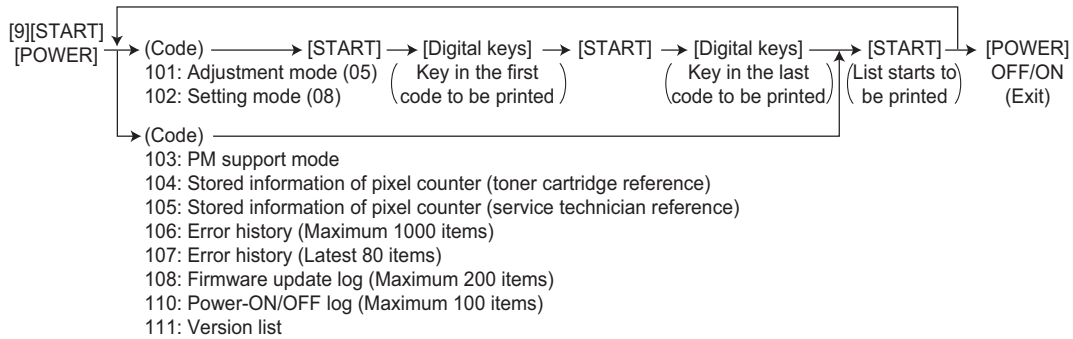 [9][START]
[POWER]
(Code)
[START]
[Digital keys]
[START]
[Digital keys]
[START]
[POWER]
101: Adjustment mode (05)
(Key in the first
(Key in the last
(List starts to
OFF/ON
102: Setting mode (08)
code to be printed)
code to be printed)
be printed)
(Exit)
(Code)
103: PM support mode
104: Stored information of pixel counter (toner cartridge reference)
105: Stored information of pixel counter (service technician reference)
106: Error history (Maximum 1000 items)
107: Error history (Latest 80 items)
108: Firmware update log (Maximum 200 items)
110: Power-ON/OFF log (Maximum 100 items)
111: Version list